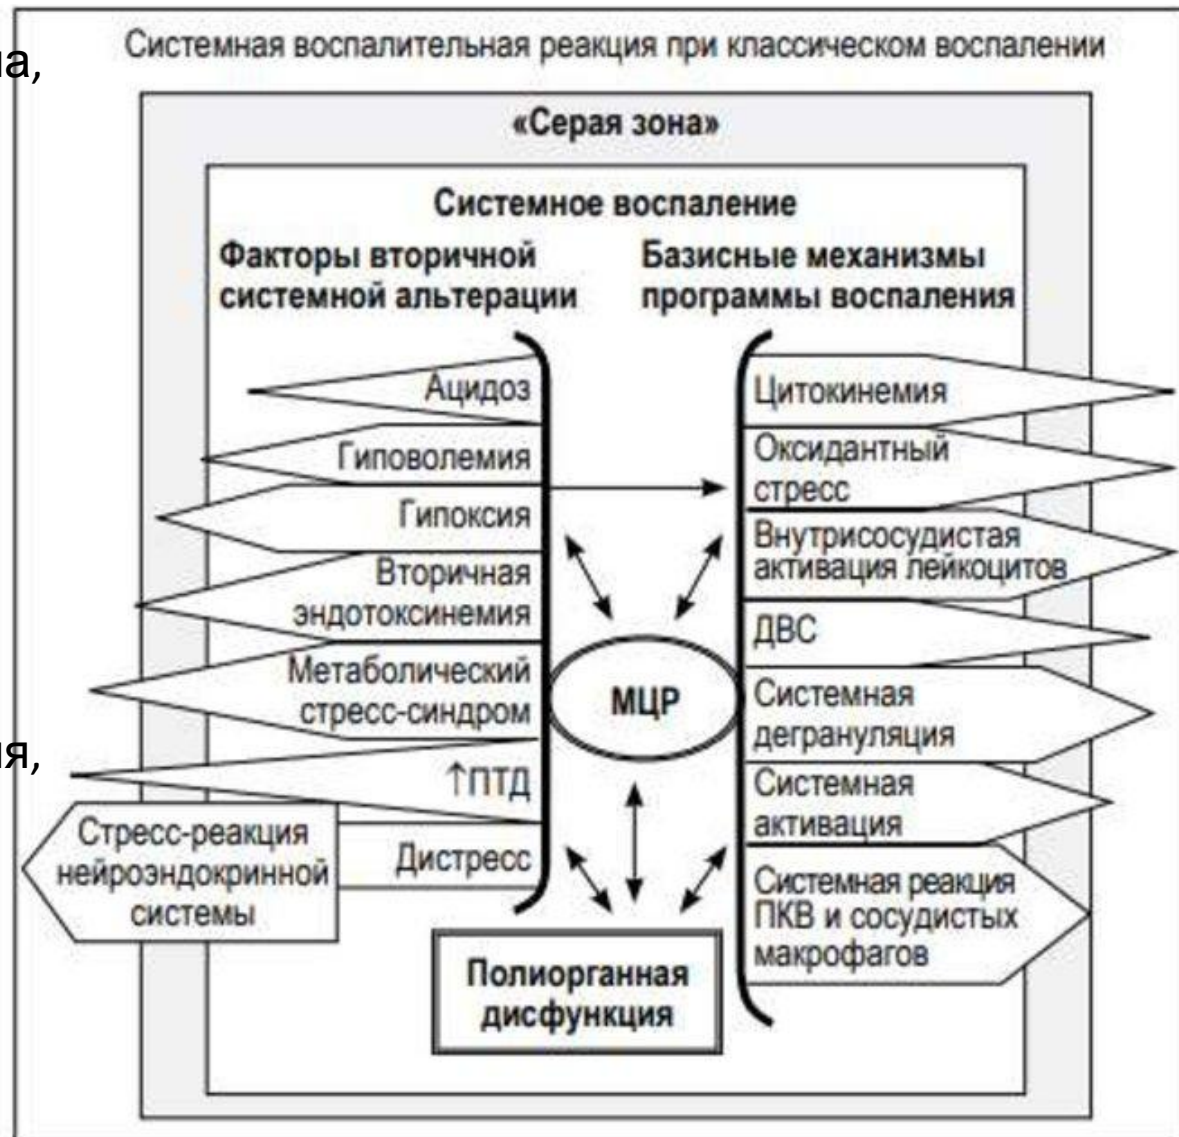 на,
Системная воспалительная реакция при классическом воспалении
«Серая зона»
Системное воспаление
Факторы вторичной
системной альтерации
Базисные механизмы
программы воспаления
Ацидоз
Гиповолемия
Гипоксия
Вторичная
эндотоксинемия
Метаболический
стресс-синдром
↑ПТД
Дистресс
Стресс-реакция
нейроэндокринной
системы
ия,
МЦР
Полиорганная
дисфункция
Цитокинемия
Оксидантный
стресс
Внутрисосудистая
активация лейкоцитов
ДВС
Системная
дегрануляция
Системная
активация
Системная реакция
ПКВ и сосудистых
макрофагов